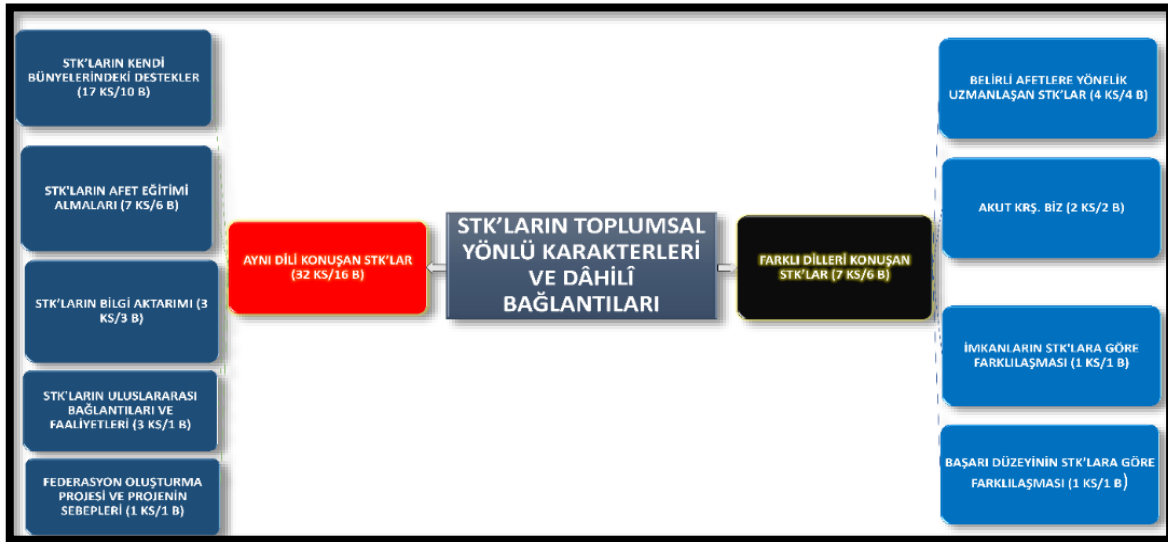 STK'LARIN KENDİ
BÜNYELERİNDEKİ DESTEKLER
(17 KS/10 B)
STK'LARIN AFET EĞİTİMİ
ALMALARI (7 KS/6 B)
STK'LARIN BİLGİ AKTARIMI (3
KS/3 B)
STK'LARIN ULUSLARARASI
BAĞLANTILARI VE
FAALİYETLERİ (3 KS/1 B)
FEDERASYON OLUŞTURMA
PROJESİ VE PROJENİN
SEBEPLERİ (1 KS/1 B)
AYNI DİLİ KONUŞAN STK'LAR
(32 KS/16 B)
STK'LARIN TOPLUMSAL
YÖNLÜ KARAKTERLERİ
VE DÂHİLÎ
BAĞLANTILARI
FARKLI DİLLERİ KONUŞAN
STK'LAR (7 KS/6 B)
BELİRLİ AFETLERE YÖNELİK
UZMANLAŞAN STK'LAR (4 KS/4 B)
AKUT KRŞ. BİZ (2 KS/2 B)
İMKANLARIN STK'LARA GÖRE
FARKLILAŞMASI (1 KS/1 B)
BAŞARI DÜZEYİNİN STK'LARA GÖRE
FARKLILAŞMASI (1 KS/1 B)